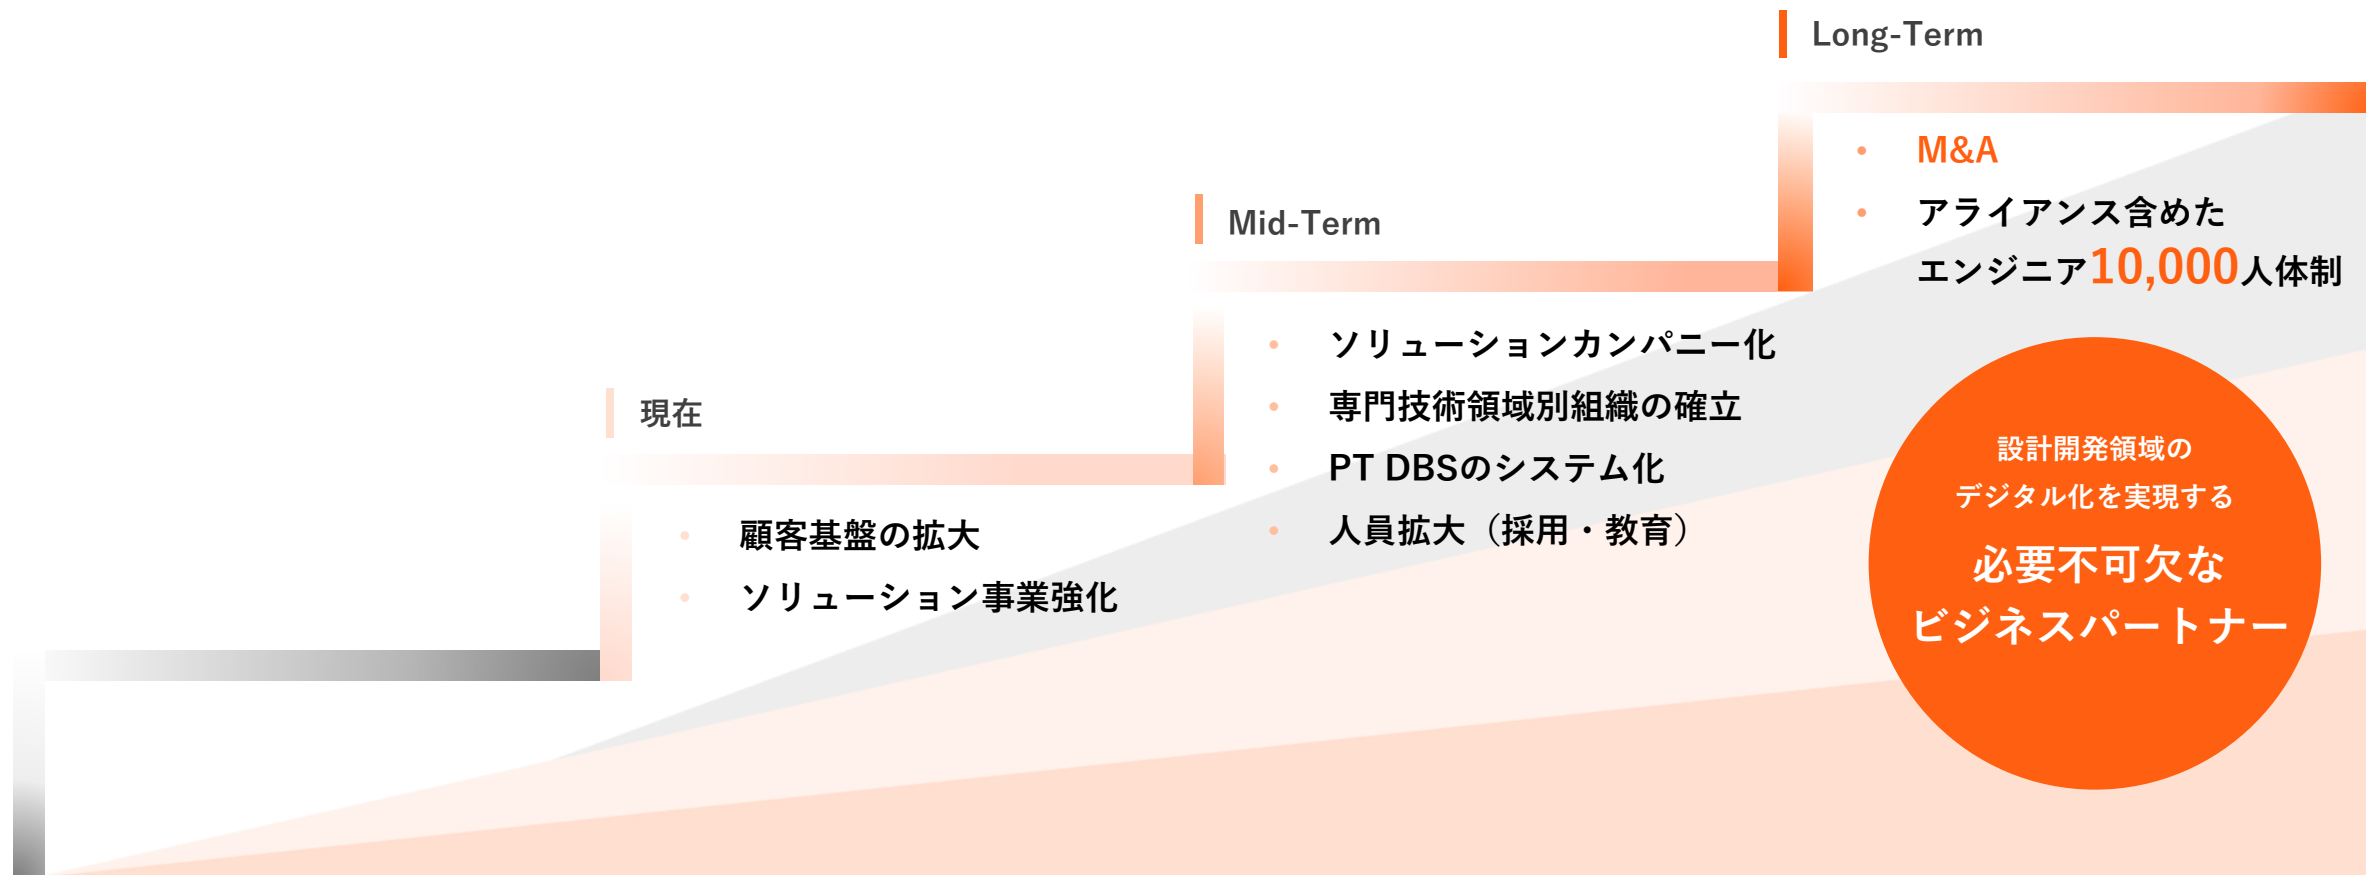 Long-Term
• M&A
• アライアンス含めた
エンジニア10,000人体制
Mid-Term
• ソリューションカンパニー化
• 専門技術領域別組織の確立
• PT DBSのシステム化
• 人員拡大（採用・教育）
現在
• 顧客基盤の拡大
• ソリューション事業強化
設計開発領域の
デジタル化を実現する
必要不可欠な
ビジネスパートナー